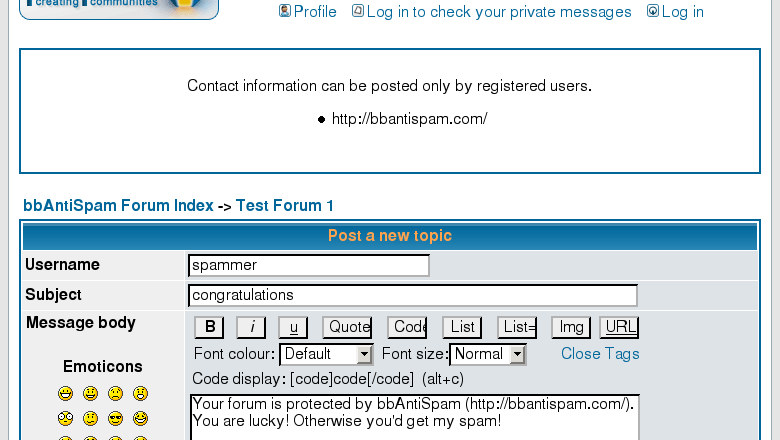 creating communities
Profile Log in to check your private messages Log in
Contact information can be posted only by registered users.
• http://bbantispam.com/
bbAntiSpam Forum Index -> Test Forum 1
Post a new topic
Username spammer
Subject congratulations
Message body B i u Quote Code List List= Img URL
Font colour: Default Font size: Normal Close Tags
Emoticons
Code display: [code]code[/code] (alt+c)
Your forum is protected by bbAntiSpam (http://bbantispam.com/).
You are lucky! Otherwise you'd get my spam!